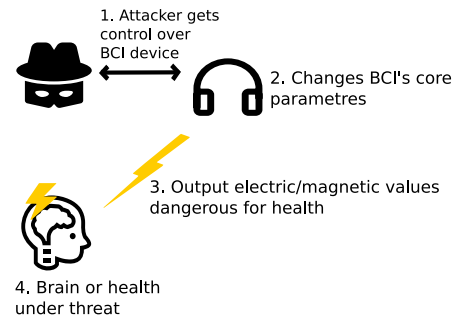 1. Attacker gets
control over
BCI device
2. Changes BCI's core
parametres
3. Output electric/magnetic values
dangerous for health
4. Brain or health
under threat